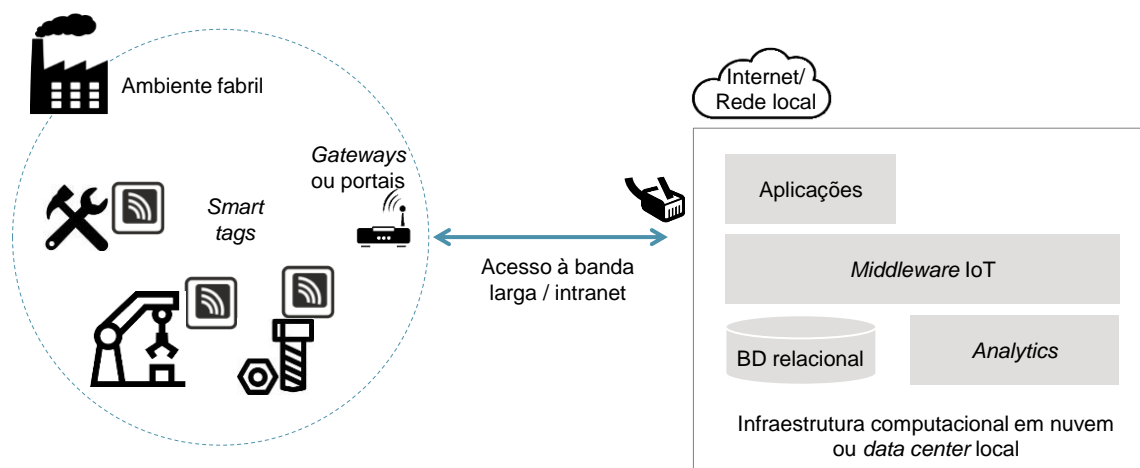 Ambiente fabril
Gateways
ou portais
Smart
tags
Acesso à banda
larga / intranet
Internet/
Rede local
Aplicações
Middleware IoT
BD relacional
Analytics
Infraestrutura computacional em nuvem
ou data center local